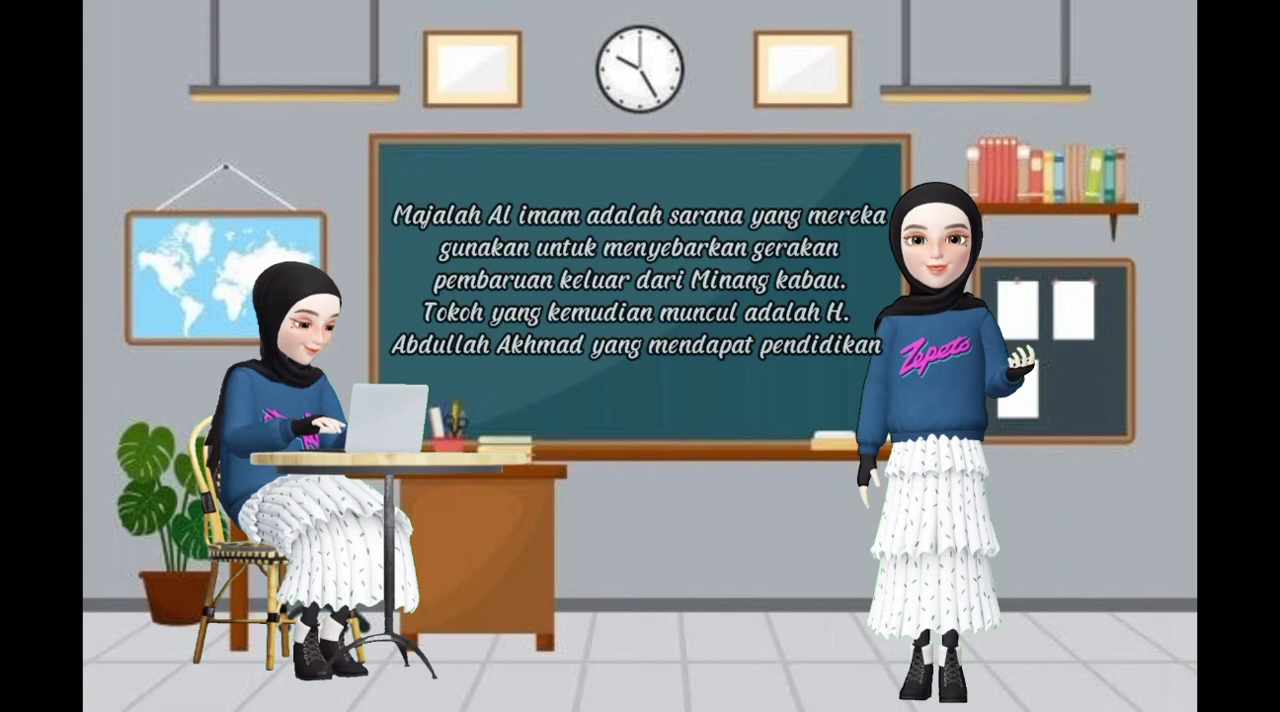 Majalah Al imam adalah sarana yang mereka
gunakan untuk menyebarkan gerakan
pembaruan keluar dari Minang kabau.
Tokoh yang kemudian muncul adalah H.
Abdullah Akhmad yang mendapat pendidikan
Zepeto